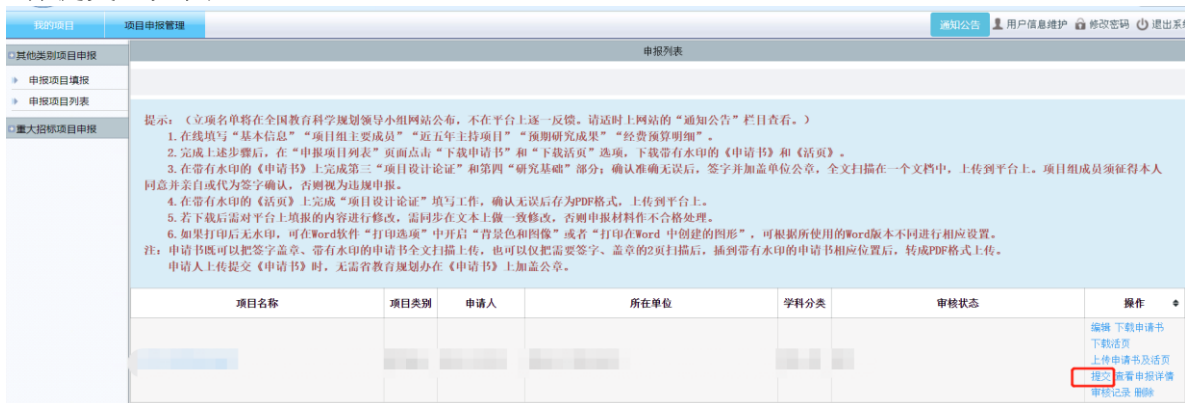 我的项目 项目申报管理 通知公告 用户信息维护 修改密码 退出系
其他类别项目申报 申报列表
申报项目填报
申报项目列表
重大招标项目申报
提示：（立项名单将在全国教育科学规划领导小组网站公布，不在平台上逐一反馈。请适时上网站的“通知公告”栏目查看。）
1.在线填写“基本信息”“项目组主要成员”“近五年主持项目”“预期研究成果”“经费预算明细”。
2.完成上述步骤后，在“申报项目列表”页面点击“下载申请书”和“下载活页”选项，下载带有水印的《申请书》和《活页》。
3.在带有水印的《申请书》上完成第三“项目设计论证”和第四“研究基础”部分；确认准确无误后，签字并加盖单位公章，全文扫描在一个文档中，上传到平台上。项目组成员须征得本人
同意并亲自或代为签字确认，否则视为违规申报。
4.在带有水印的《活页》上完成“项目设计论证”填写工作，确认无误后存为PDF格式，上传到平台上。
5.若下载后需对平台上填报的内容进行修改，需同步在文本上做一致修改，否则申报材料作不合格处理。
6.如果打印后无水印，可在Word软件“打印选项”中开启“背景色和图像”或者“打印在Word 中创建的图形”，可根据所使用的Word版本不同进行相应设置。
注：申请书既可以把签字盖章、带有水印的申请书全文扫描上传，也可以仅把需要签字、盖章的2页扫描后，插到带有水印的申请书相应位置后，转成PDF格式上传。
申请人上传提交《申请书》时，无需省教育规划办在《申请书》上加盖公章。
项目名称 项目类别 申请人 所在单位 学科分类 审核状态 操作
编辑 下载申请书
下载活页
上传申请书及活页
提交 查看申报详情
审核记录 删除